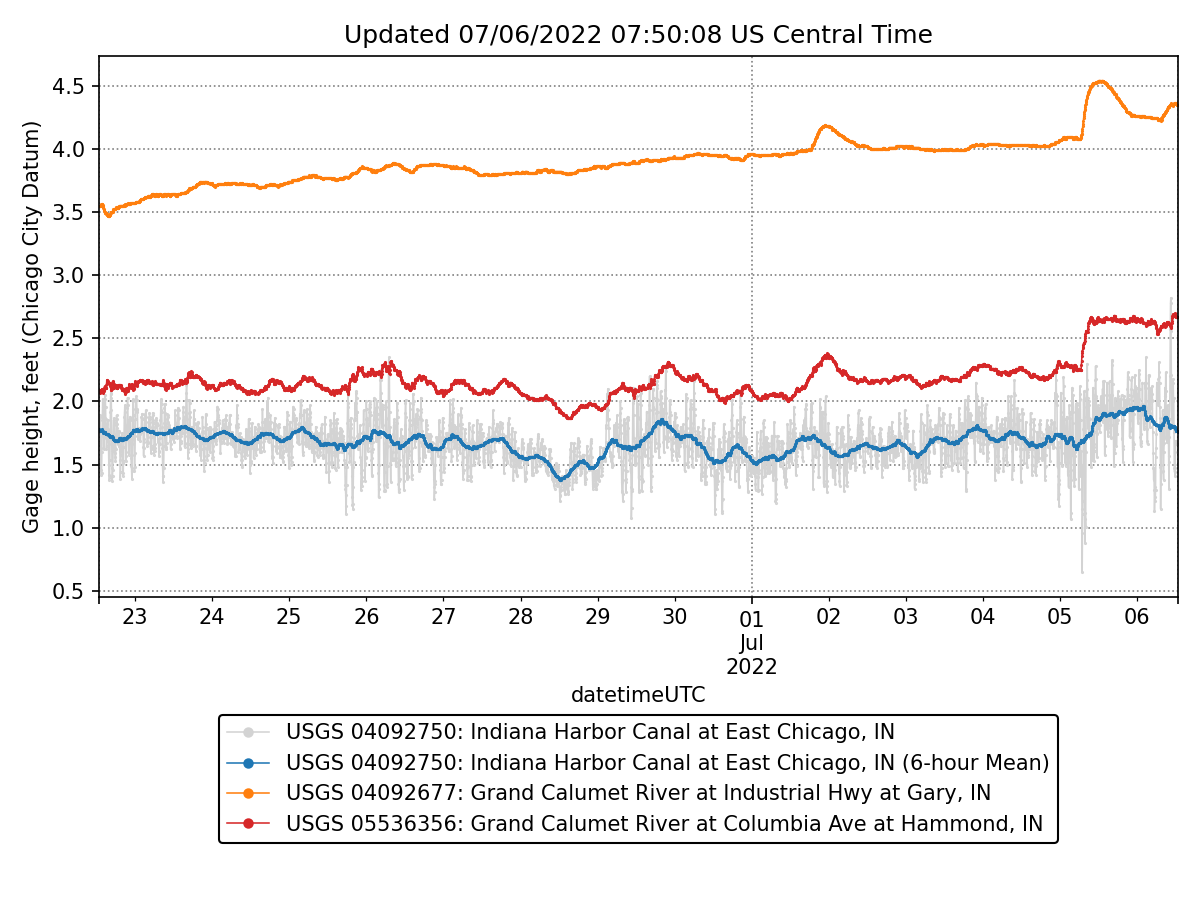 Updated 07/06/2022 07:50:08 US Central Time
Gage height, feet (Chicago City Datum)
4.5
4.0
3.5
3.0
2.5
2.0
1.5
1.0
0.5
23 24 25 26 27 28 29 30 01 02 03 04 05 06
Jul
2022
datetimeUTC
USGS 04092750: Indiana Harbor Canal at East Chicago, IN
USGS 04092750: Indiana Harbor Canal at East Chicago, IN (6-hour Mean)
USGS 04092677: Grand Calumet River at Industrial Hwy at Gary, IN
USGS 05536356: Grand Calumet River at Columbia Ave at Hammond, IN